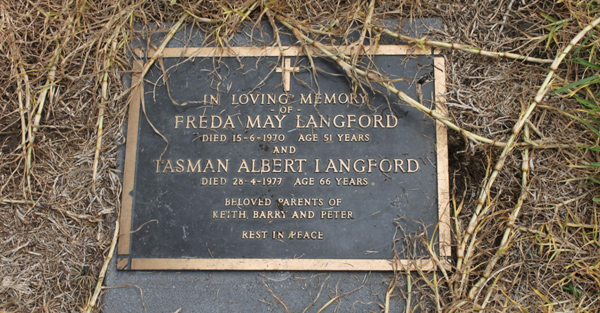 IN LOVING MEMORY
OF
FREDA MAY LANGFORD
DIED 15-6-1970 AGE 51 YEARS
AND
TASMAN ALBERT LANGFORD
DIED 28-4-1977 AGE 66 YEARS.
BELOVED PARENTS OF
KEITH, BARRY AND PETER
REST IN PEACE